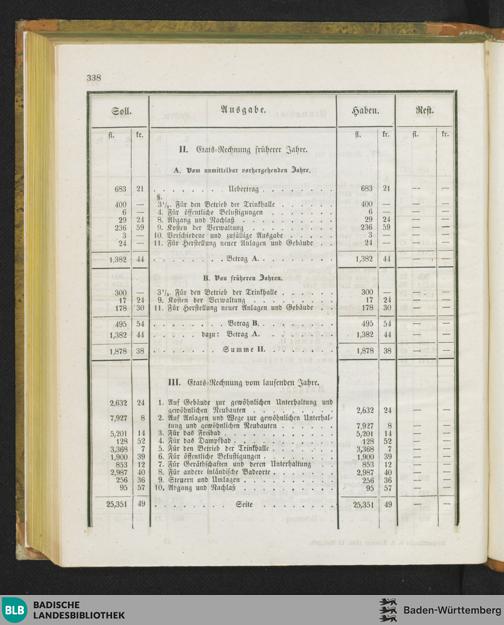 338
Soll. Ausgabe. Haben. Rest.
fl. kr. fl. kr. fl. kr.
II. Etats-Rechnung früherer Jahre.
A. Vom unmittelbar vorhergehenden Jahre.
683 21 Uebertrag 683 21 — —
§.
400 — 3½. Für den Betrieb der Trinkhalle 400 — — —
6 — 4. Für öffentliche Belustigungen 6 — — —
29 24 8. Abgang und Nachlaß 29 24 — —
236 59 9. Kosten der Verwaltung 236 59 — —
3 — 10. Verschiedene und zufällige Ausgabe 3 — — —
24 — 11. Für Herstellung neuer Anlagen und Gebäude 24 — — —
1,382 44 Betrag A. 1,382 44 — —
B. Von früheren Jahren.
300 — 3½. Für den Betrieb der Trinkhalle 300 — — —
17 24 9. Kosten der Verwaltung 17 24 — —
178 30 11. Für Herstellung neuer Anlagen und Gebäude 178 30 — —
495 54 Betrag B. 495 54 — —
1,382 44 dazu: Betrag A. 1,382 44 — —
1,878 38 Summe II. 1,878 38 — —
III. Etats-Rechnung vom laufenden Jahre.
2,632 24 1. Auf Gebäude zur gewöhnlichen Unterhaltung und
gewöhnlichen Neubauten 2,632 24 — —
7,927 8 2. Auf Anlagen und Wege zur gewöhnlichen Unterhal-
tung und gewöhnlichen Neubauten 7,927 8 — —
5,201 14 3. Für das Freibad 5,201 14 — —
128 52 4. Für das Dampfbad 128 52 — —
3,368 7 5. Für den Betrieb der Trinkhalle 3,368 7 — —
1,900 39 6. Für öffentliche Belustigungen 1,900 39 — —
853 12 7. Für Geräthschaften und deren Unterhaltung 853 12 — —
2,987 40 8. Für andere inländische Badeorte 2,987 40 — —
256 36 9. Steuern und Umlagen 256 36 — —
95 57 10. Abgang und Nachlaß 95 57 — —
25,351 49 Seite 25,351 49 — —
BLB BADISCHE
LANDESBIBLIOTHEK
Baden-Württemberg